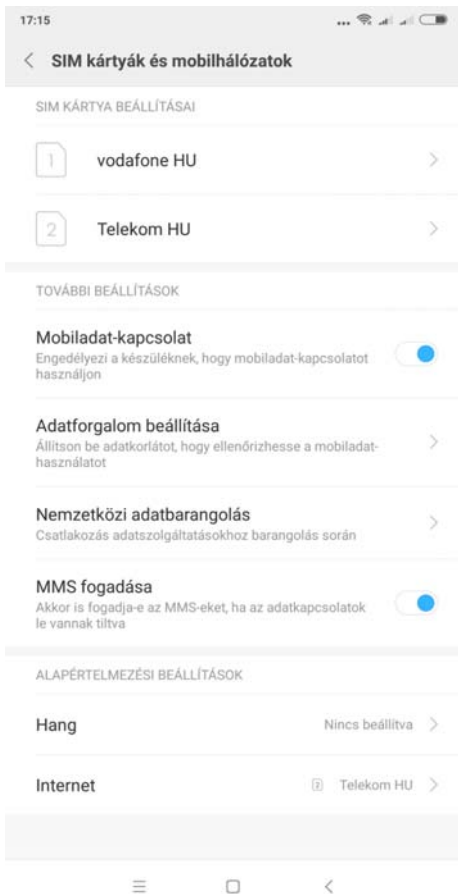 17:15
SIM kártyák és mobilhálózatok
SIM KÁRTYA BEÁLLÍTÁSAI
1 vodafone HU
2 Telekom HU
TOVÁBBI BEÁLLÍTÁSOK
Mobiladat-kapcsolat
Engedélyezi a készüléknek, hogy mobiladat-kapcsolatot
használjon
Adatforgalom beállítása
Állítson be adatkorlátot, hogy ellenőrizhesse a mobiladat-
használatot
Nemzetközi adatbarangolás
Csatlakozás adatszolgáltatásokhoz barangolás során
MMS fogadása
Akkor is fogadja-e az MMS-eket, ha az adatkapcsolatok
le vannak tiltva
ALAPÉRTELMEZÉSI BEÁLLÍTÁSOK
Hang Nincs beállítva
Internet 2 Telekom HU